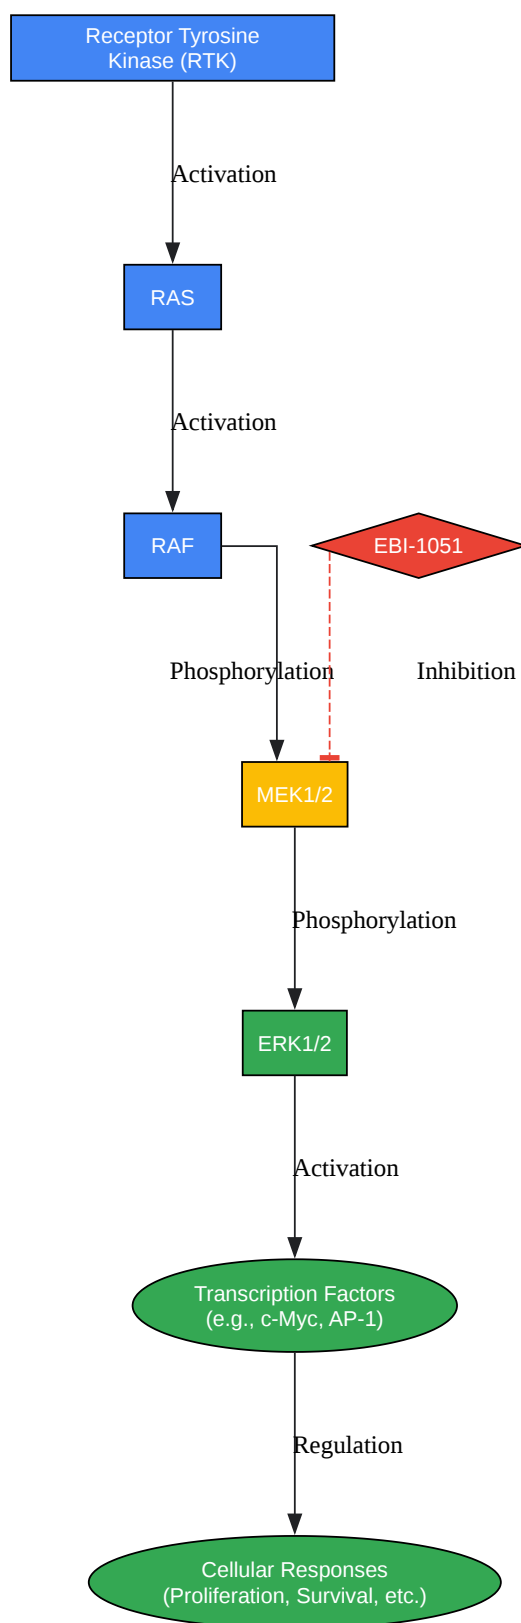 Receptor Tyrosine
Kinase (RTK)
Activation
RAS
Activation
RAF
EBI-1051
Phosphorylation
Inhibition
MEK1/2
Phosphorylation
ERK1/2
Activation
Transcription Factors
(e.g., c-Myc, AP-1)
Regulation
Cellular Responses
(Proliferation, Survival, etc.)